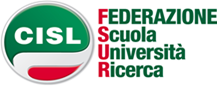 CISL
FEDERAZIONE
Scuola
Università
Ricerca